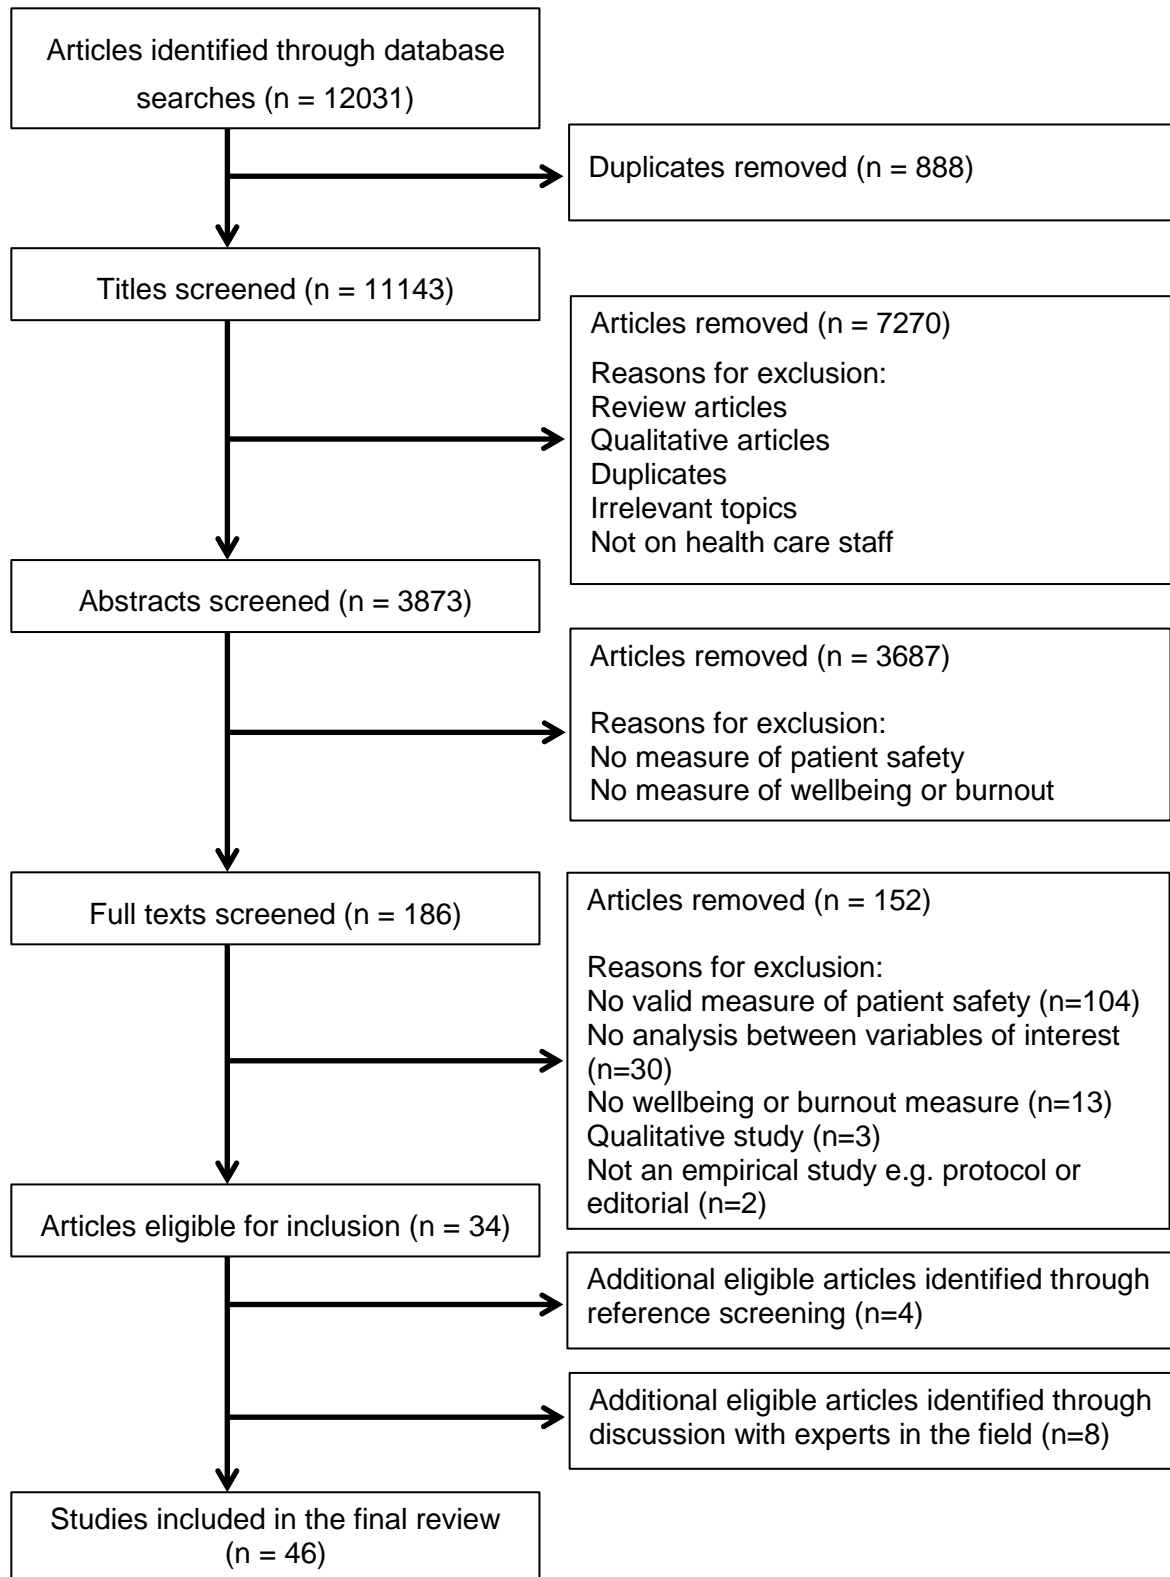 Articles identified through database
searches (n = 12031)
Duplicates removed (n = 888)
Titles screened (n = 11143)
Articles removed (n = 7270)
Reasons for exclusion:
Review articles
Qualitative articles
Duplicates
Irrelevant topics
Not on health care staff
Abstracts screened (n = 3873)
Articles removed (n = 3687)
Reasons for exclusion:
No measure of patient safety
No measure of wellbeing or burnout
Full texts screened (n = 186)
Articles removed (n = 152)
Reasons for exclusion:
No valid measure of patient safety (n=104)
No analysis between variables of interest
(n=30)
No wellbeing or burnout measure (n=13)
Qualitative study (n=3)
Not an empirical study e.g. protocol or
editorial (n=2)
Articles eligible for inclusion (n = 34)
Additional eligible articles identified through
reference screening (n=4)
Additional eligible articles identified through
discussion with experts in the field (n=8)
Studies included in the final review
(n = 46)